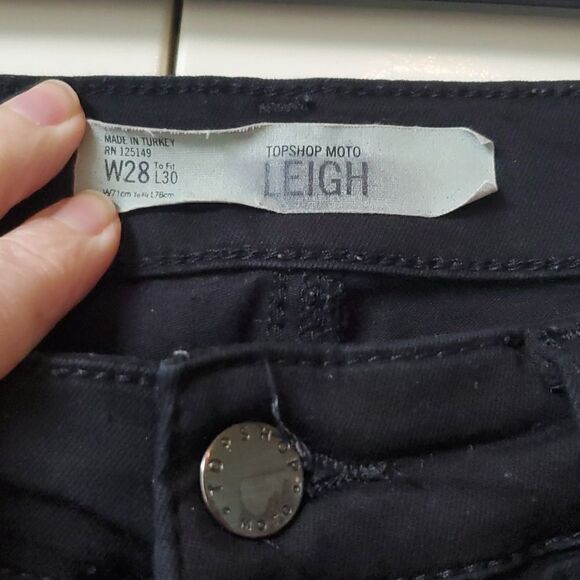 MADE IN TURKEY
RN 125149
W28 To Fit L30
W71cm To Fit L76cm
TOPSHOP MOTO
LEIGH
TOPSHOP
MOTO